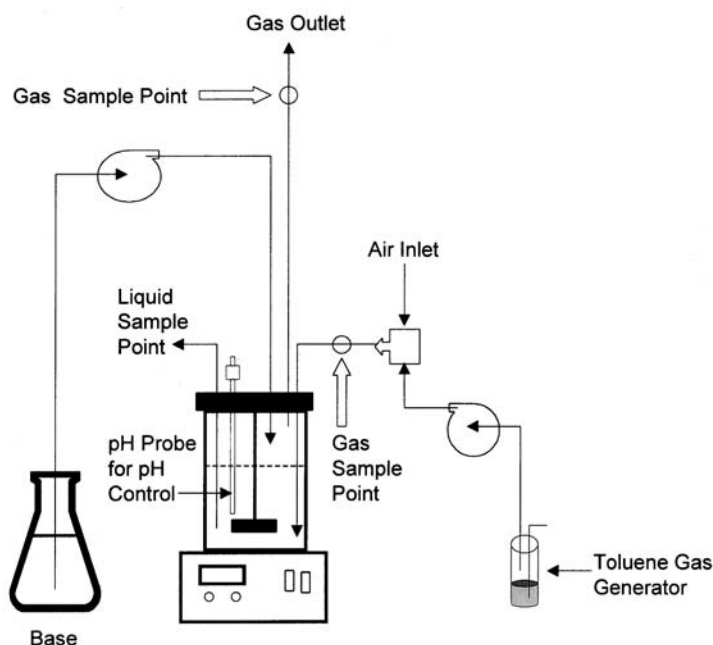 Gas Outlet
Gas Sample Point
Air Inlet
Liquid
Sample
Point
pH Probe
for pH
Control
Gas
Sample
Point
Toluene Gas
Generator
Base